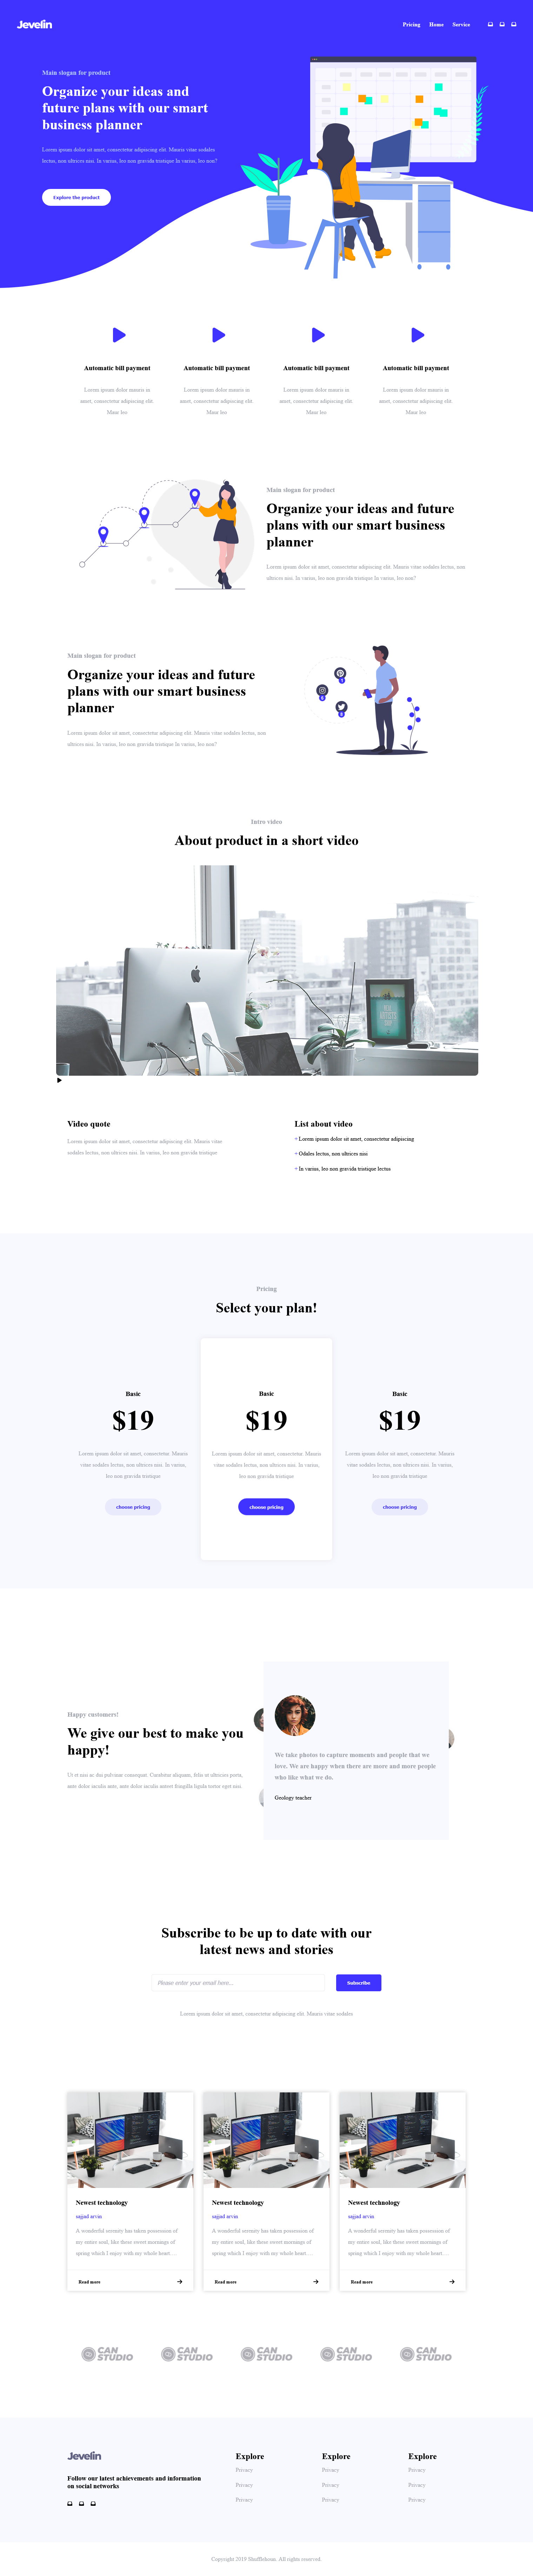 Jevelin
Pricing Home Service
Main slogan for product
Organize your ideas and
future plans with our smart
business planner
Lorem ipsum dolor sit amet, consectetur adipiscing elit. Mauris vitae sodales
lectus, non ultrices nisi. In varius, leo non gravida tristique In varius, leo non?
Explore the product
Automatic bill payment
Lorem ipsum dolor mauris in
amet, consectetur adipiscing elit.
Maur leo
Automatic bill payment
Lorem ipsum dolor mauris in
amet, consectetur adipiscing elit.
Maur leo
Automatic bill payment
Lorem ipsum dolor mauris in
amet, consectetur adipiscing elit.
Maur leo
Automatic bill payment
Lorem ipsum dolor mauris in
amet, consectetur adipiscing elit.
Maur leo
Main slogan for product
Organize your ideas and future
plans with our smart business
planner
Lorem ipsum dolor sit amet, consectetur adipiscing elit. Mauris vitae sodales lectus, non
ultrices nisi. In varius, leo non gravida tristique In varius, leo non?
Main slogan for product
Organize your ideas and future
plans with our smart business
planner
Lorem ipsum dolor sit amet, consectetur adipiscing elit. Mauris vitae sodales lectus, non
ultrices nisi. In varius, leo non gravida tristique In varius, leo non?
Intro video
About product in a short video
Video quote
Lorem ipsum dolor sit amet, consectetur adipiscing elit. Mauris vitae
sodales lectus, non ultrices nisi. In varius, leo non gravida tristique
List about video
+ Lorem ipsum dolor sit amet, consectetur adipiscing
+ Odales lectus, non ultrices nisi
+ In varius, leo non gravida tristique lectus
Pricing
Select your plan!
Basic
$19
Lorem ipsum dolor sit amet, consectetur. Mauris
vitae sodales lectus, non ultrices nisi. In varius,
leo non gravida tristique
choose pricing
Basic
$19
Lorem ipsum dolor sit amet, consectetur. Mauris
vitae sodales lectus, non ultrices nisi. In varius,
leo non gravida tristique
choose pricing
Basic
$19
Lorem ipsum dolor sit amet, consectetur. Mauris
vitae sodales lectus, non ultrices nisi. In varius,
leo non gravida tristique
choose pricing
Happy customers!
We give our best to make you
happy!
Ut et nisi ac dui pulvinar consequat. Curabitur aliquam, felis ut ultricies porta,
ante dolor iaculis ante, ante dolor iaculis autent fringilla ligula tortor eget nisi.
We take photos to capture moments and people that we
love. We are happy when there are more and more people
who like what we do.
Geology teacher
Subscribe to be up to date with our
latest news and stories
Please enter your email here...
Subscribe
Lorem ipsum dolor sit amet, consectetur adipiscing elit. Mauris vitae sodales
Newest technology
sajjad arvin
A wonderful serenity has taken possession of
my entire soul, like these sweet mornings of
spring which I enjoy with my whole heart....
Read more
Newest technology
sajjad arvin
A wonderful serenity has taken possession of
my entire soul, like these sweet mornings of
spring which I enjoy with my whole heart....
Read more
Newest technology
sajjad arvin
A wonderful serenity has taken possession of
my entire soul, like these sweet mornings of
spring which I enjoy with my whole heart....
Read more
CAN STUDIO
CAN STUDIO
CAN STUDIO
CAN STUDIO
CAN STUDIO
Jevelin
Follow our latest achievements and information
on social networks
Explore
Privacy
Privacy
Privacy
Explore
Privacy
Privacy
Privacy
Explore
Privacy
Privacy
Privacy